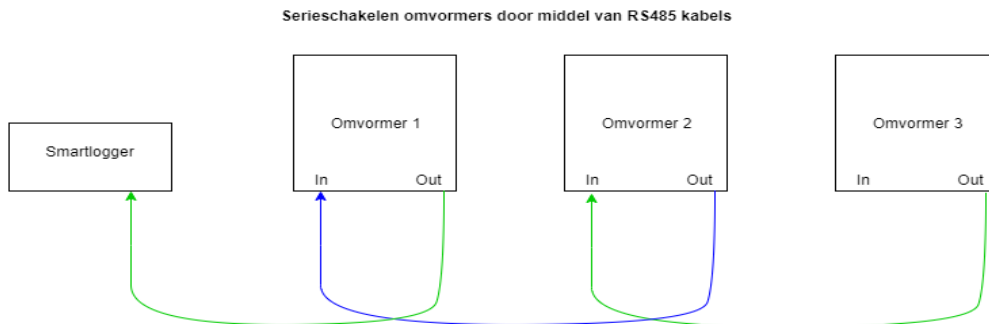 Serieschakelen omvormers door middel van RS485 kabels
Smartlogger
Omvormer 1
In
Out
Omvormer 2
In
Out
Omvormer 3
In
Out